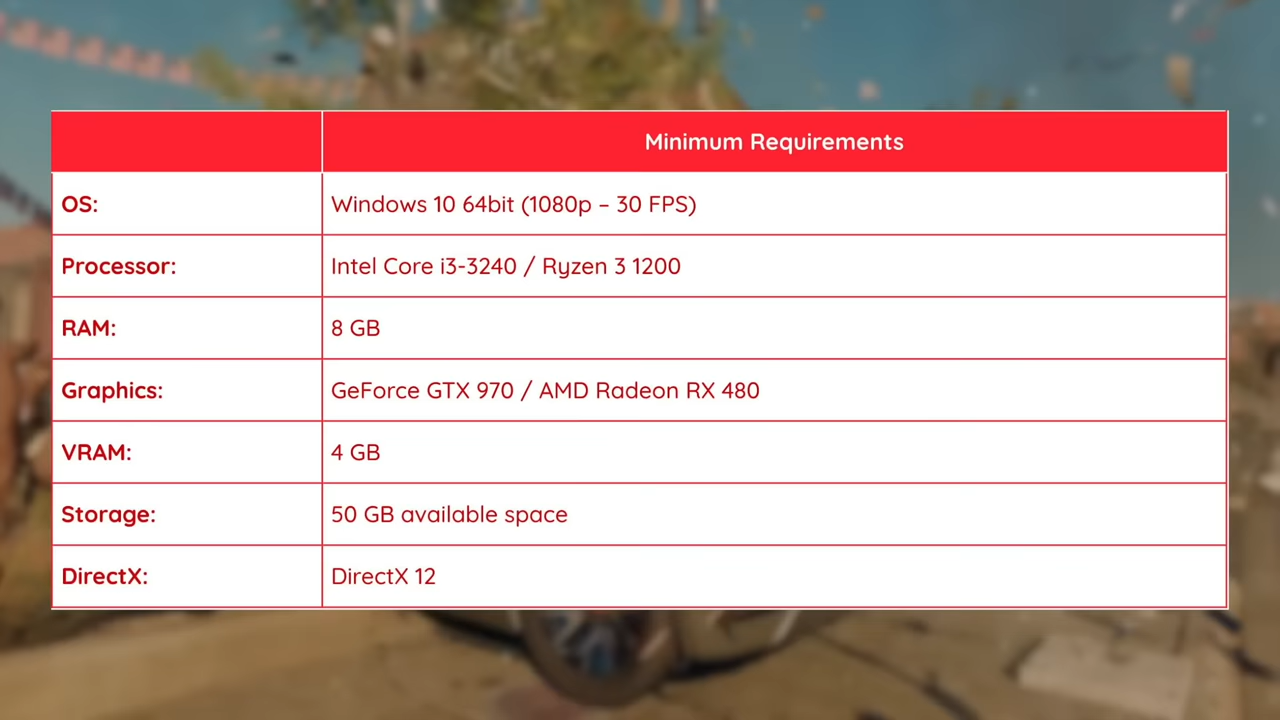 Minimum Requirements
OS: Windows 10 64bit (1080p – 30 FPS)
Processor: Intel Core i3-3240 / Ryzen 3 1200
RAM: 8 GB
Graphics: GeForce GTX 970 / AMD Radeon RX 480
VRAM: 4 GB
Storage: 50 GB available space
DirectX: DirectX 12